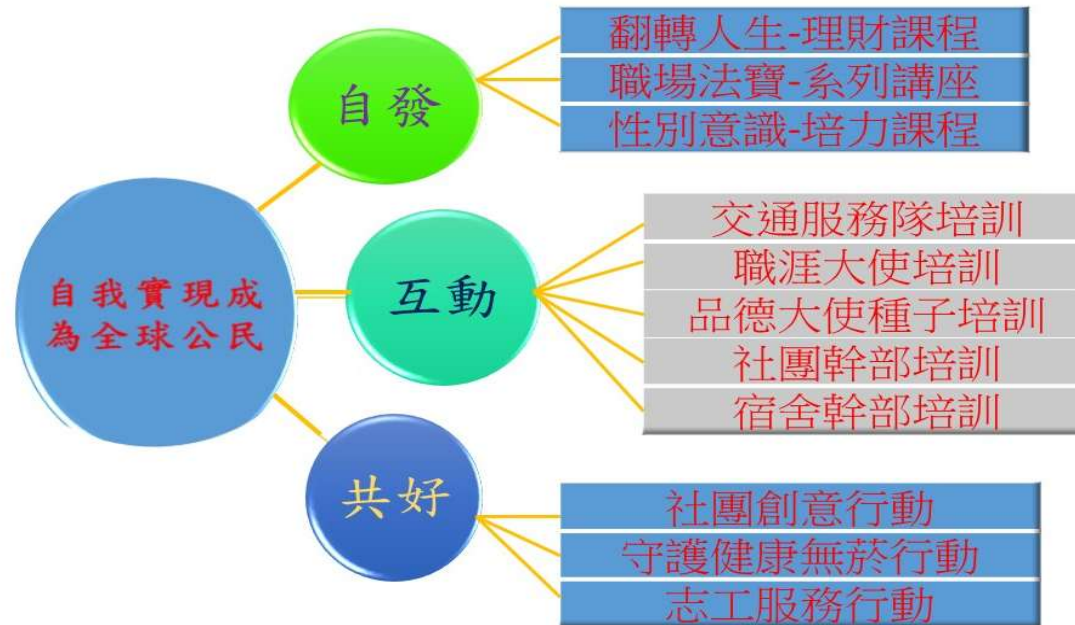 自我實現成
為全球公民
自發
翻轉人生-理財課程
職場法寶-系列講座
性別意識-培力課程
互動
交通服務隊培訓
職涯大使培訓
品德大使種子培訓
社團幹部培訓
宿舍幹部培訓
共好
社團創意行動
守護健康無菸行動
志工服務行動